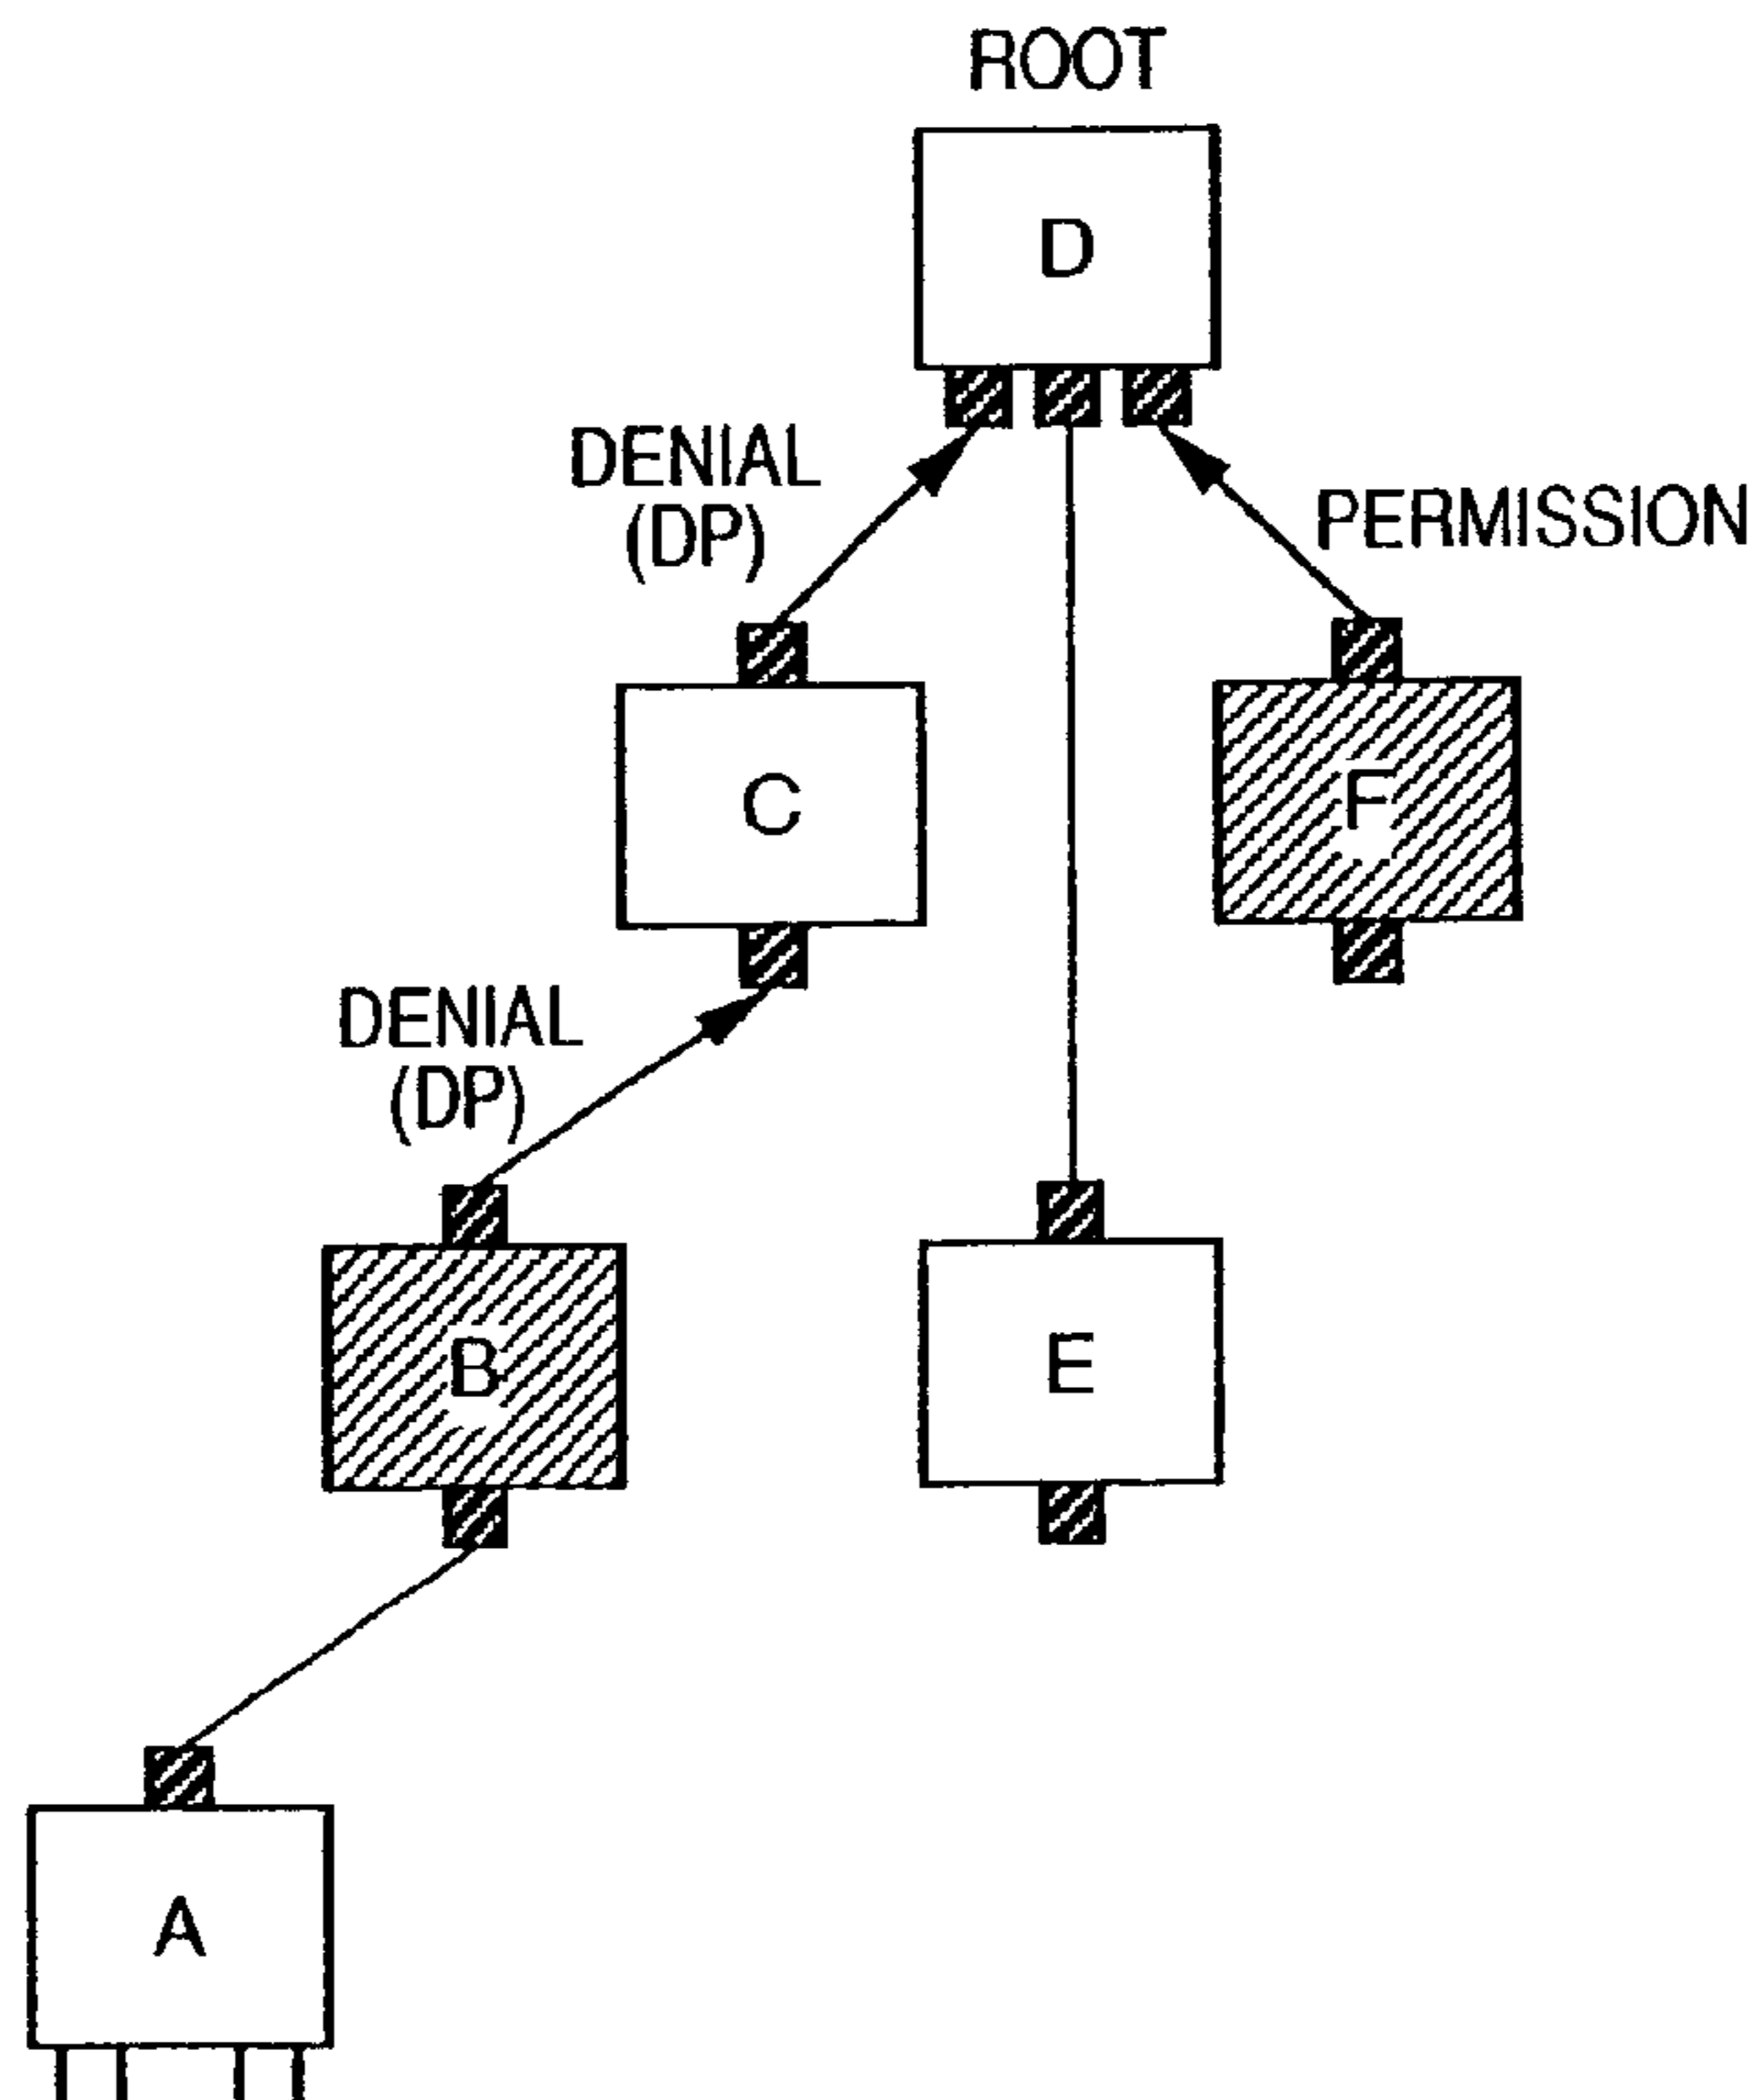 ROOT
D
DENIAL
(DP)
PERMISSION
C
F
DENIAL
(DP)
B
E
A